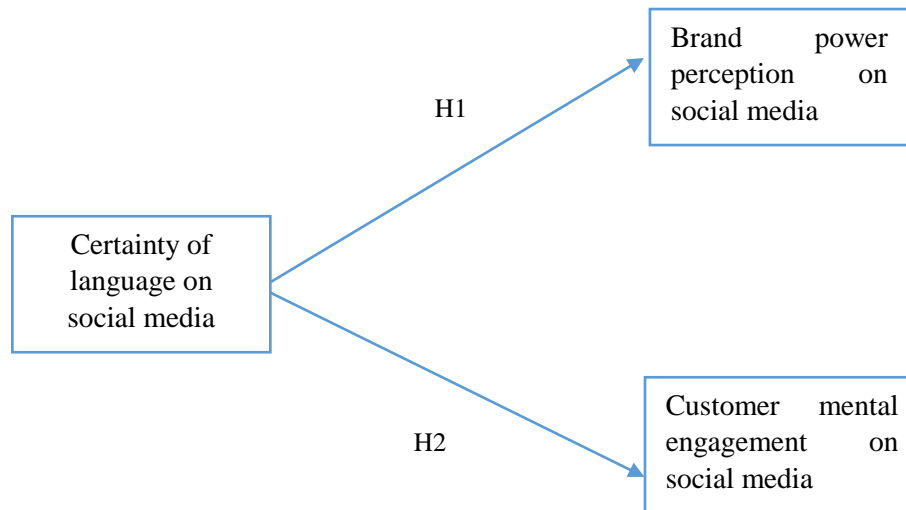 Brand power
perception on
social media
H1
Certainty of
language on
social media
H2
Customer mental
engagement on
social media